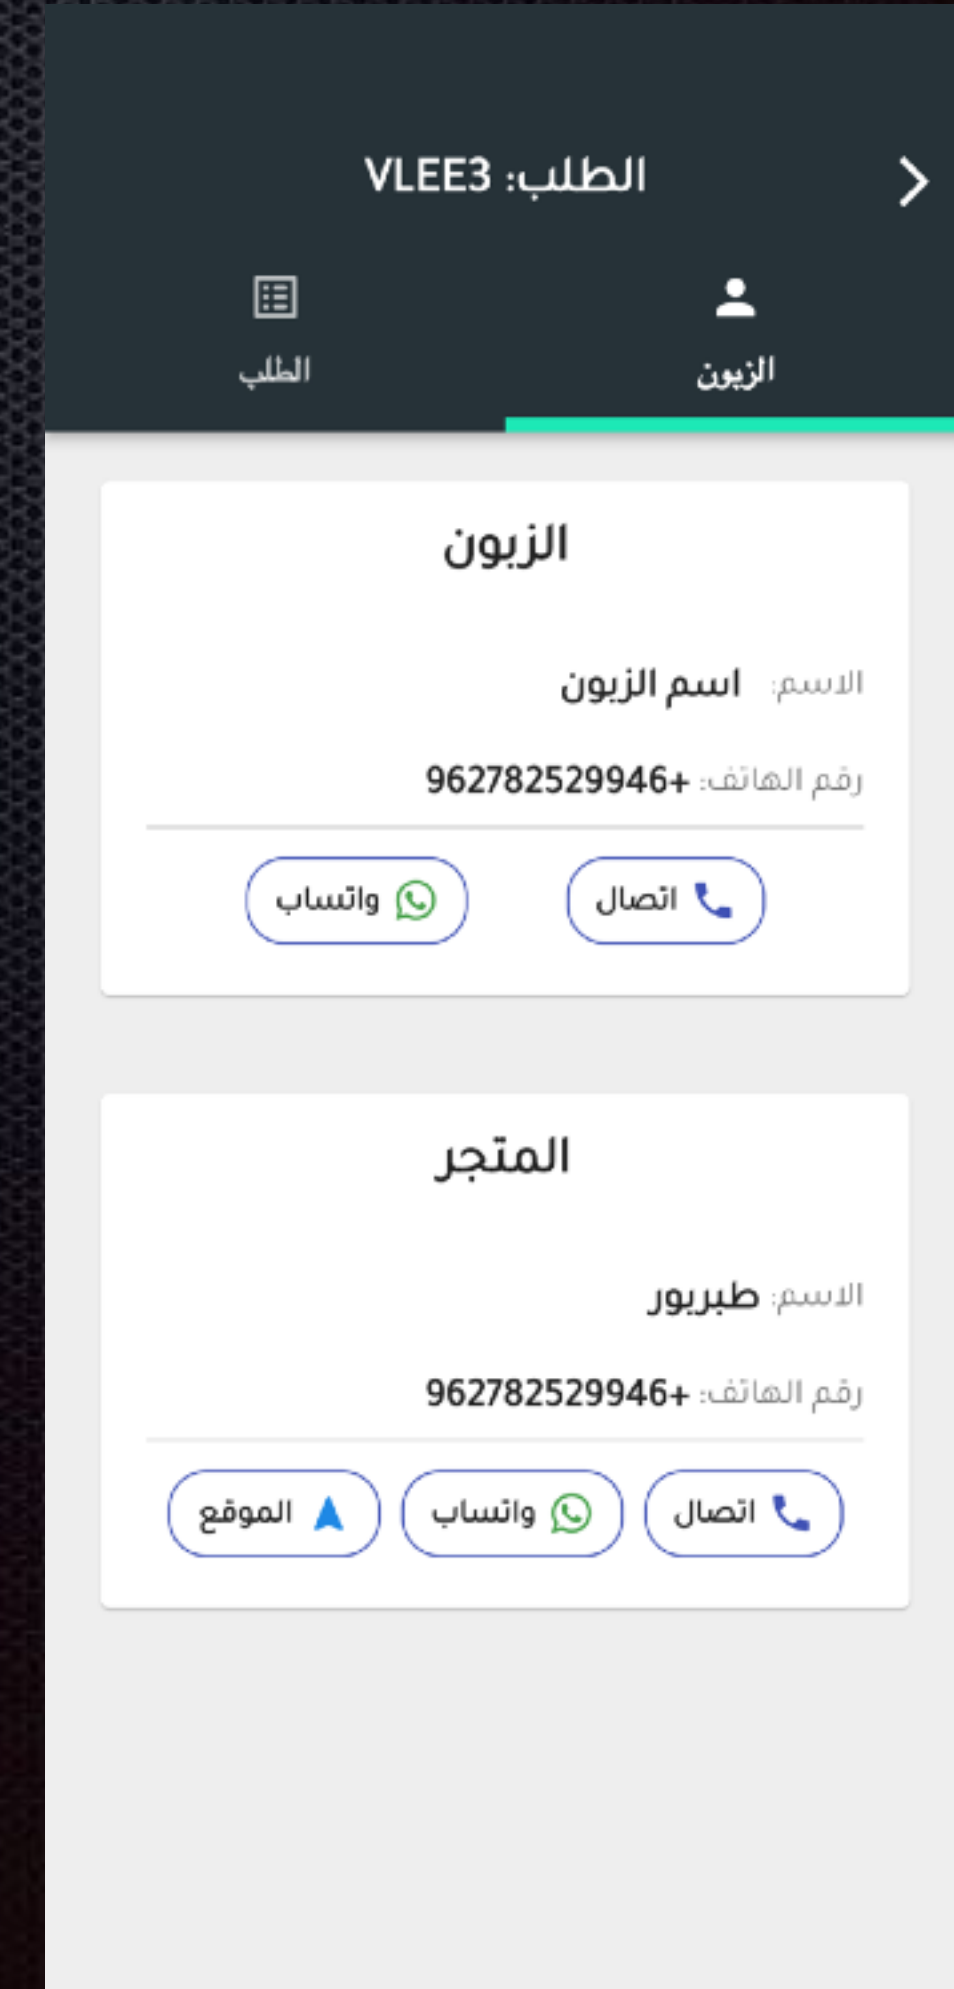 الطلب: VLEE3
الزبون
الطلب
الزبون
الاسم: اسم الزبون
رقم الهاتف: +962782529946
اتصال
واتساب
المتجر
الاسم: طبربور
رقم الهاتف: +962782529946
اتصال
واتساب
الموقع